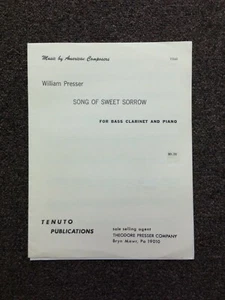 Music by American Composers
William Presser
SONG OF SWEET SORROW
FOR BASS CLARINET AND PIANO
TENUTO
PUBLICATIONS
sole selling agent
THEODORE PRESSER COMPANY
Bryn Mawr, Pa 19010